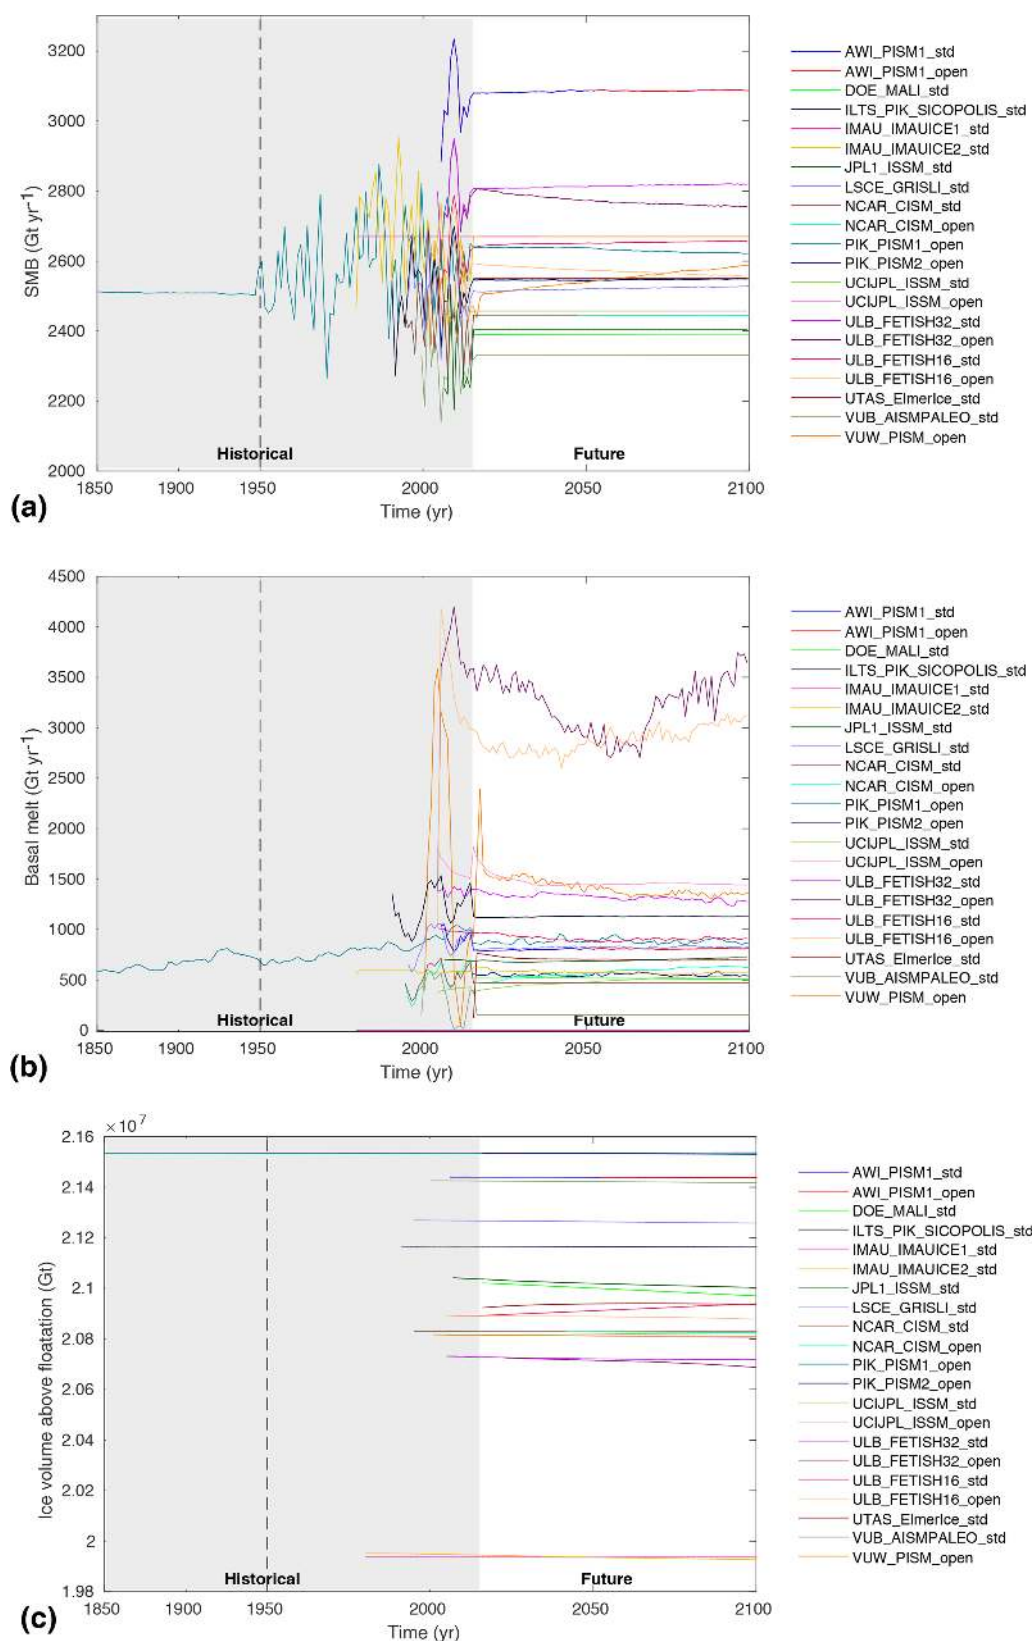 (a)
SMB (Gt yr⁻¹)
3200
3000
2800
2600
2400
2200
2000
Historical
Future
1850
1900
1950
2000
2050
2100
Time (yr)
AWI_PISM1_std
AWI_PISM1_open
DOE_MALI_std
ILTS_PIK_SICOPOLIS_std
IMAU_IMAUICE1_std
IMAU_IMAUICE2_std
JPL1_ISSM_std
LSCE_GRISLI_std
NCAR_CISM_std
NCAR_CISM_open
PIK_PISM1_open
PIK_PISM2_open
UCIJPL_ISSM_std
UCIJPL_ISSM_open
ULB_FETISH32_std
ULB_FETISH32_open
ULB_FETISH16_std
ULB_FETISH16_open
UTAS_ElmerIce_std
VUB_AISMPALEO_std
VUW_PISM_open
(b)
Basal melt (Gt yr⁻¹)
4500
4000
3500
3000
2500
2000
1500
1000
500
0
Historical
Future
1850
1900
1950
2000
2050
2100
Time (yr)
AWI_PISM1_std
AWI_PISM1_open
DOE_MALI_std
ILTS_PIK_SICOPOLIS_std
IMAU_IMAUICE1_std
IMAU_IMAUICE2_std
JPL1_ISSM_std
LSCE_GRISLI_std
NCAR_CISM_std
NCAR_CISM_open
PIK_PISM1_open
PIK_PISM2_open
UCIJPL_ISSM_std
UCIJPL_ISSM_open
ULB_FETISH32_std
ULB_FETISH32_open
ULB_FETISH16_std
ULB_FETISH16_open
UTAS_ElmerIce_std
VUB_AISMPALEO_std
VUW_PISM_open
(c)
Ice volume above floatation (Gt)
×10⁷
2.16
2.14
2.12
2.1
2.08
2.06
2.04
2.02
2
1.98
Historical
Future
1850
1900
1950
2000
2050
2100
Time (yr)
AWI_PISM1_std
AWI_PISM1_open
DOE_MALI_std
ILTS_PIK_SICOPOLIS_std
IMAU_IMAUICE1_std
IMAU_IMAUICE2_std
JPL1_ISSM_std
LSCE_GRISLI_std
NCAR_CISM_std
NCAR_CISM_open
PIK_PISM1_open
PIK_PISM2_open
UCIJPL_ISSM_std
UCIJPL_ISSM_open
ULB_FETISH32_std
ULB_FETISH32_open
ULB_FETISH16_std
ULB_FETISH16_open
UTAS_ElmerIce_std
VUB_AISMPALEO_std
VUW_PISM_open